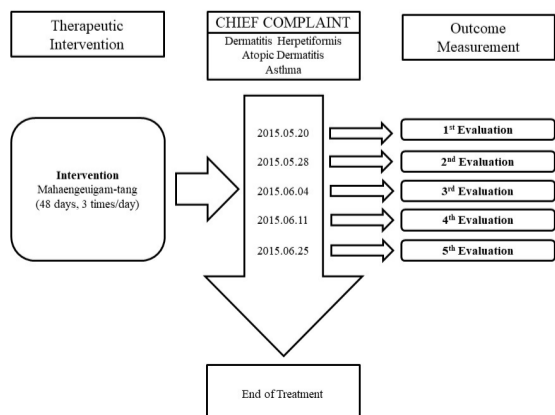 Therapeutic
Intervention
CHIEF COMPLAINT
Dermatitis Herpetiformis
Atopic Dermatitis
Asthma
Outcome
Measurement
Intervention
Mahaengeuigam-tang
(48 days, 3 times/day)
2015.05.20
1st Evaluation
2015.05.28
2nd Evaluation
2015.06.04
3rd Evaluation
2015.06.11
4th Evaluation
2015.06.25
5th Evaluation
End of Treatment